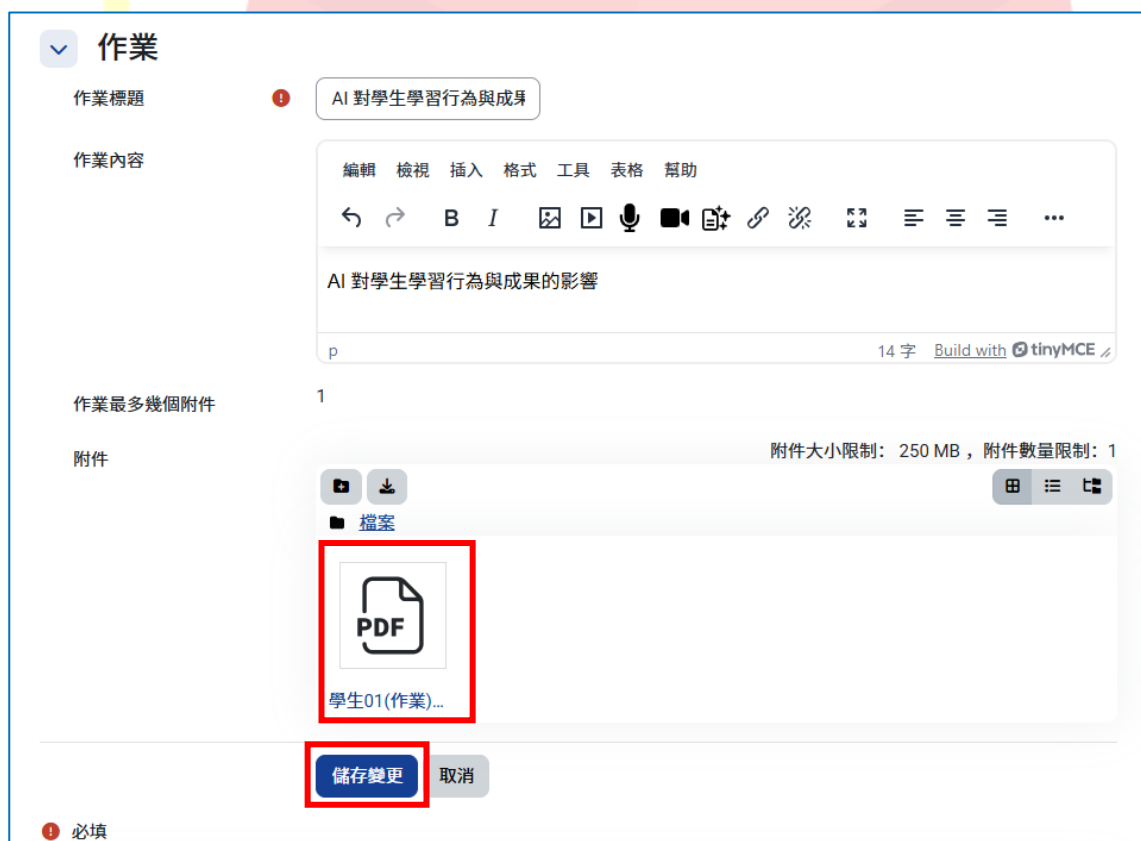 作業
作業標題
AI 對學生學習行為與成果
作業內容
編輯 檢視 插入 格式 工具 表格 幫助
B I
AI 對學生學習行為與成果的影響
p 14 字 Build with tinyMCE
作業最多幾個附件 1
附件大小限制： 250 MB ，附件數量限制：1
附件
檔案
PDF
學生01(作業)...
儲存變更 取消
必填